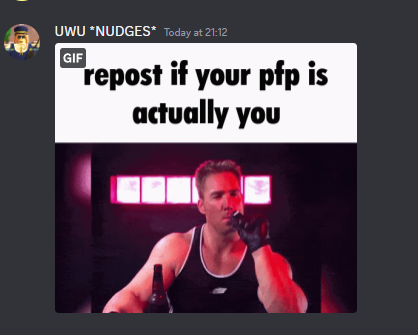 UWU *NUDGES* Today at 21:12
GIF
repost if your pfp is
actually you